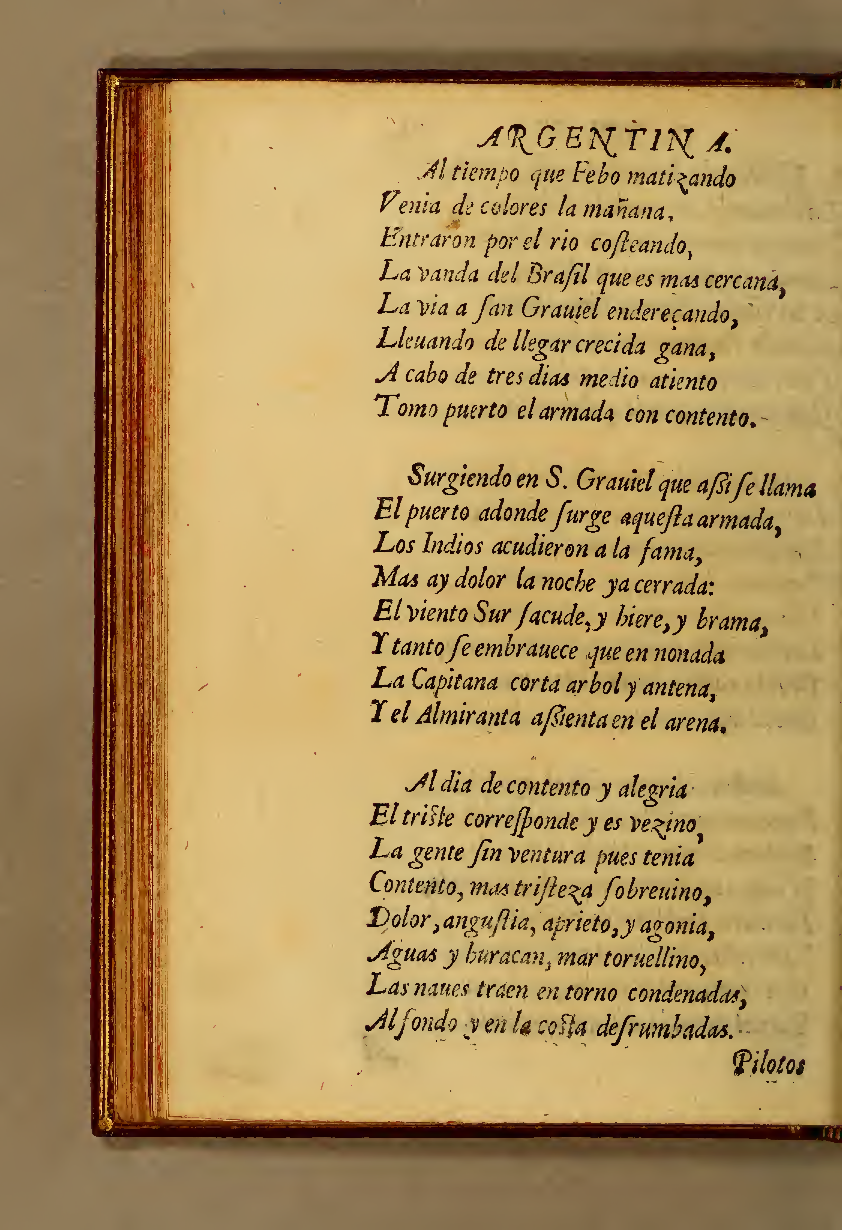 ARGENTINA.
Al tiempo que Febo matizando
Venia de colores la mañana,
Entraron por el rio coſteando,
La vanda del Braſil que es mas cercana,
La via a ſan Grauiel endereçando,
Lleuando de llegar crecida gana,
A cabo de tres dias medio atiento
Tomo puerto el armada con contento.
Surgiendo en S. Grauiel que aſsi ſe llama
El puerto adonde ſurge aqueſta armada,
Los Indios acudieron a la fama,
Mas ay dolor la noche ya cerrada:
El viento Sur ſacude, y hiere, y brama,
Y tanto ſe embrauece que en nonada
La Capitana corta arbol y antena,
Y el Almiranta aſsienta en el arena.
Al dia de contento y alegria
El triſte correſponde y es vezino,
La gente ſin ventura pues tenia
Contento, mas triſteza ſobreuino,
Dolor, anguſtia, aprieto, y agonia,
Aguas y huracan, mar toruellino,
Las naues traen en torno condenadas,
Al fondo y en la coſta deſrumbadas.
Pilotos